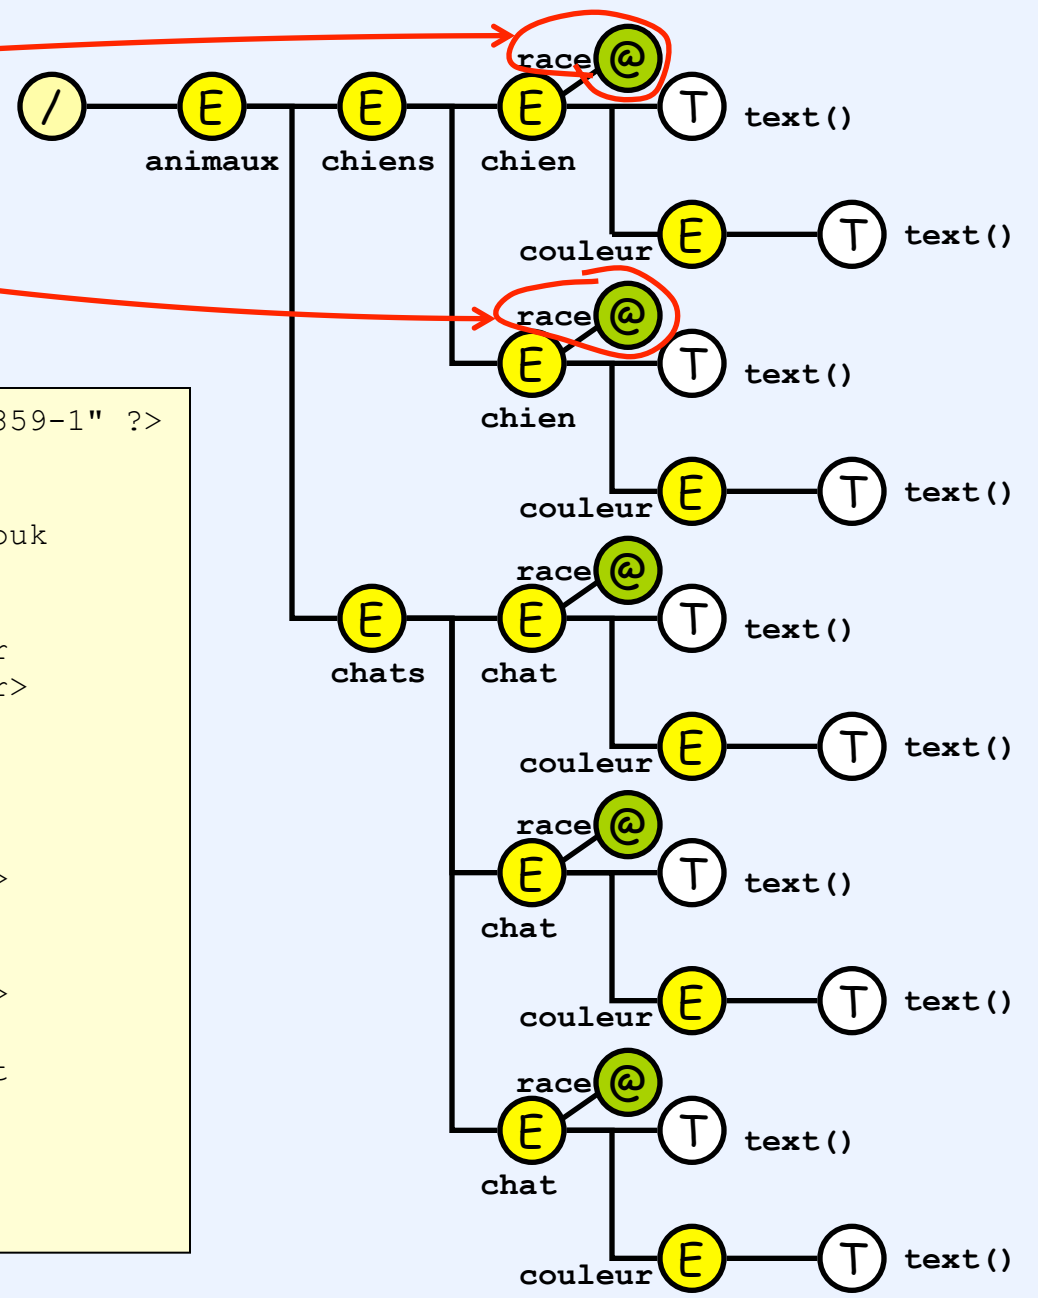 race @
/ E E E T text()
animaux chiens chien
couleur E T text()
race @
E T text()
chien
859-1" ?>
couleur E T text()
ouk
race @
E E T text()
chats chat
r>
couleur E T text()
race @
E T text()
chat
>
couleur E T text()
>
t
race @
E T text()
chat
couleur E T text()